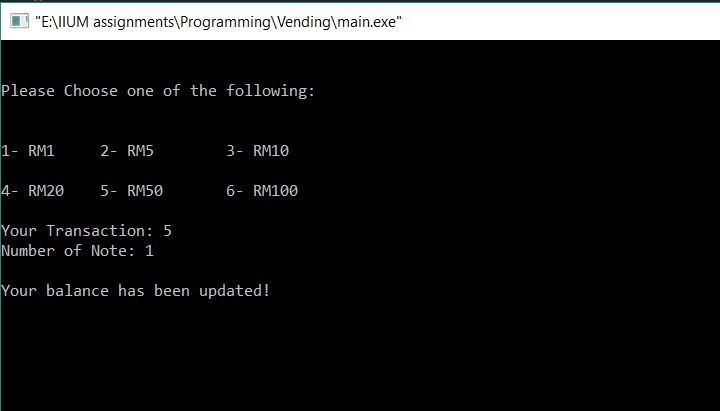 "E:\IIUM assignments\Programming\Vending\main.exe"
Please Choose one of the following:
1- RM1     2- RM5        3- RM10
4- RM20    5- RM50       6- RM100
Your Transaction: 5
Number of Note: 1
Your balance has been updated!